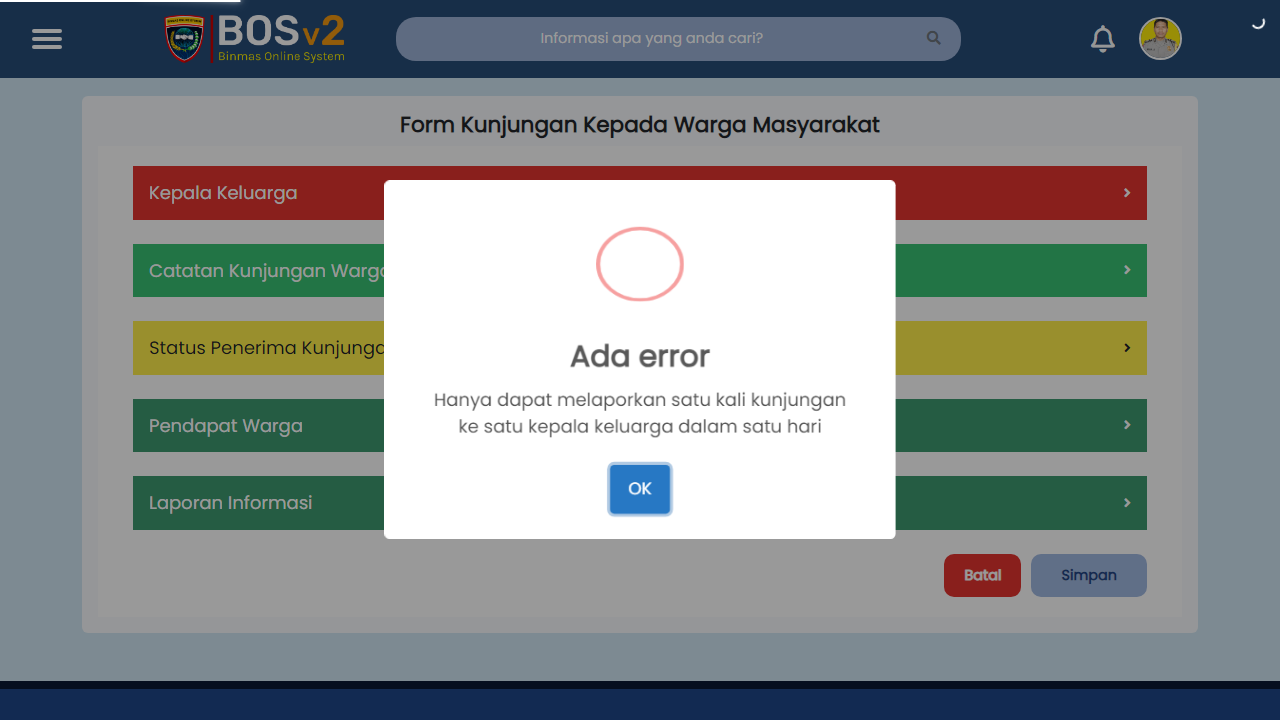 BOSv2
Binmas Online System
Informasi apa yang anda cari?
Form Kunjungan Kepada Warga Masyarakat
Kepala Keluarga
Catatan Kunjungan Warga
Status Penerima Kunjunga
Pendapat Warga
Laporan Informasi
Ada error
Hanya dapat melaporkan satu kali kunjungan
ke satu kepala keluarga dalam satu hari
OK
Batal
Simpan